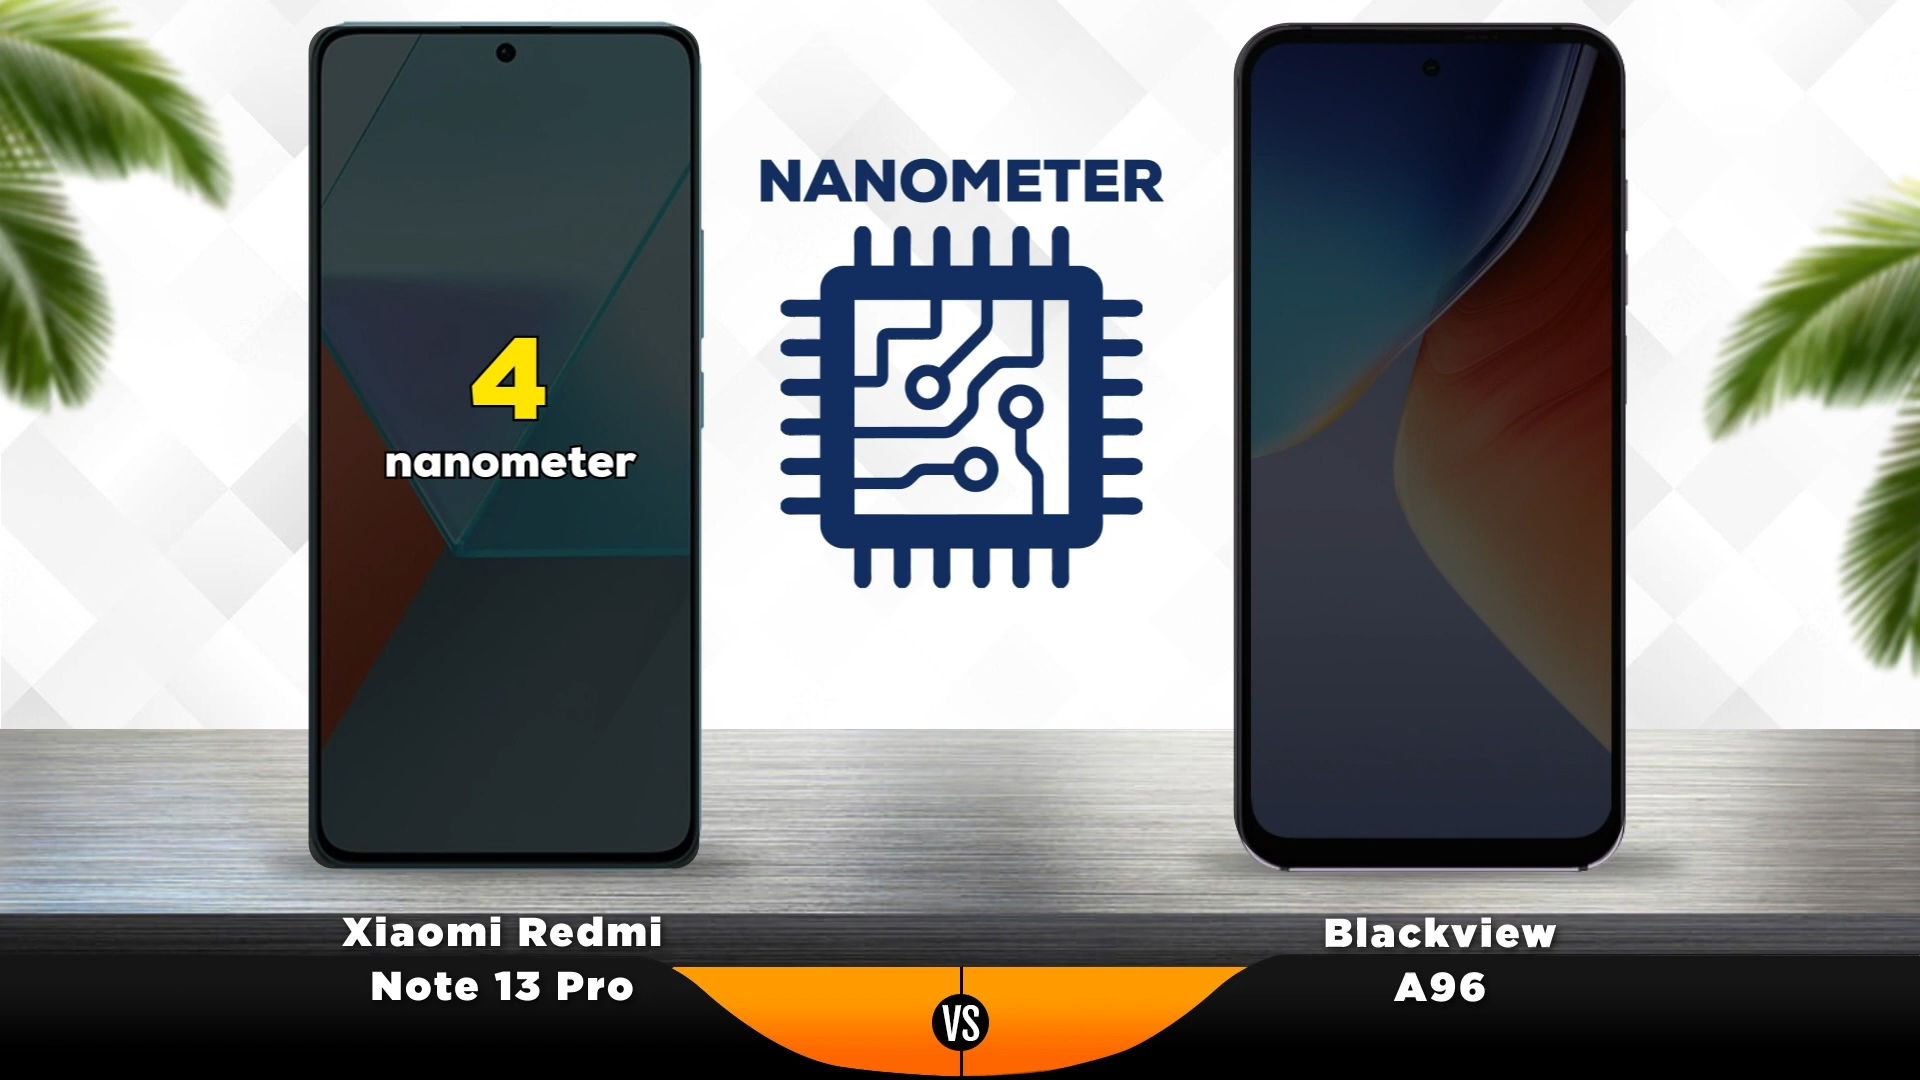 NANOMETER
4
nanometer
Xiaomi Redmi
Note 13 Pro
VS
Blackview
A96